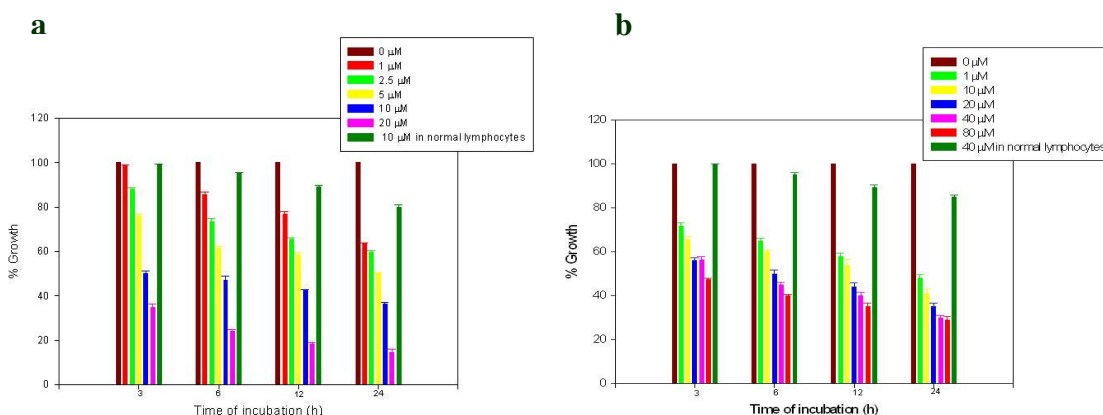 a
0 µM
1 µM
2.5 µM
5 µM
10 µM
20 µM
10 µM in normal lymphocytes
120
100
80
60
40
20
0
% Growth
3 6 12 24
Time of incubation (h)
b
0 µM
1 µM
10 µM
20 µM
40 µM
80 µM
40 µM in normal lymphocytes
120
100
80
60
40
20
0
% Growth
3 6 12 24
Time of incubation (h)